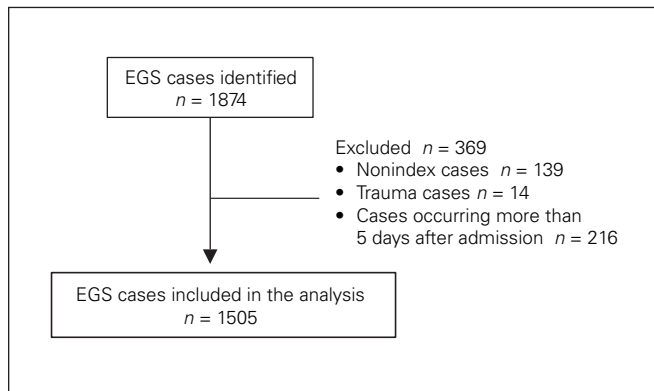 EGS cases identified
n = 1874
Excluded n = 369
• Nonindex cases n = 139
• Trauma cases n = 14
• Cases occurring more than
5 days after admission n = 216
EGS cases included in the analysis
n = 1505